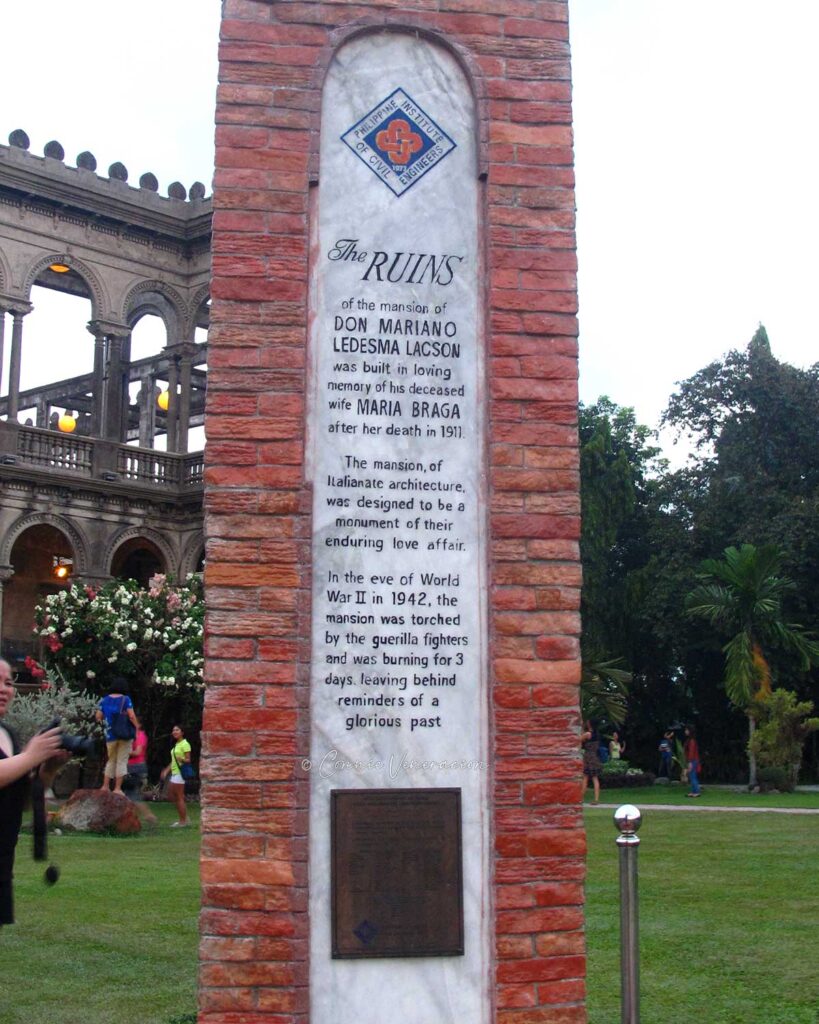 PHILIPPINE INSTITUTE
OF CIVIL ENGINEERS
1973
The RUINS
of the mansion of
DON MARIANO
LEDESMA LACSON
was built in loving
memory of his deceased
wife MARIA BRAGA
after her death in 1911.
The mansion, of
Italianate architecture,
was designed to be a
monument of their
enduring love affair.
In the eve of World
War II in 1942, the
mansion was torched
by the guerilla fighters
and was burning for 3
days, leaving behind
reminders of a
glorious past
© Connie Veneracion